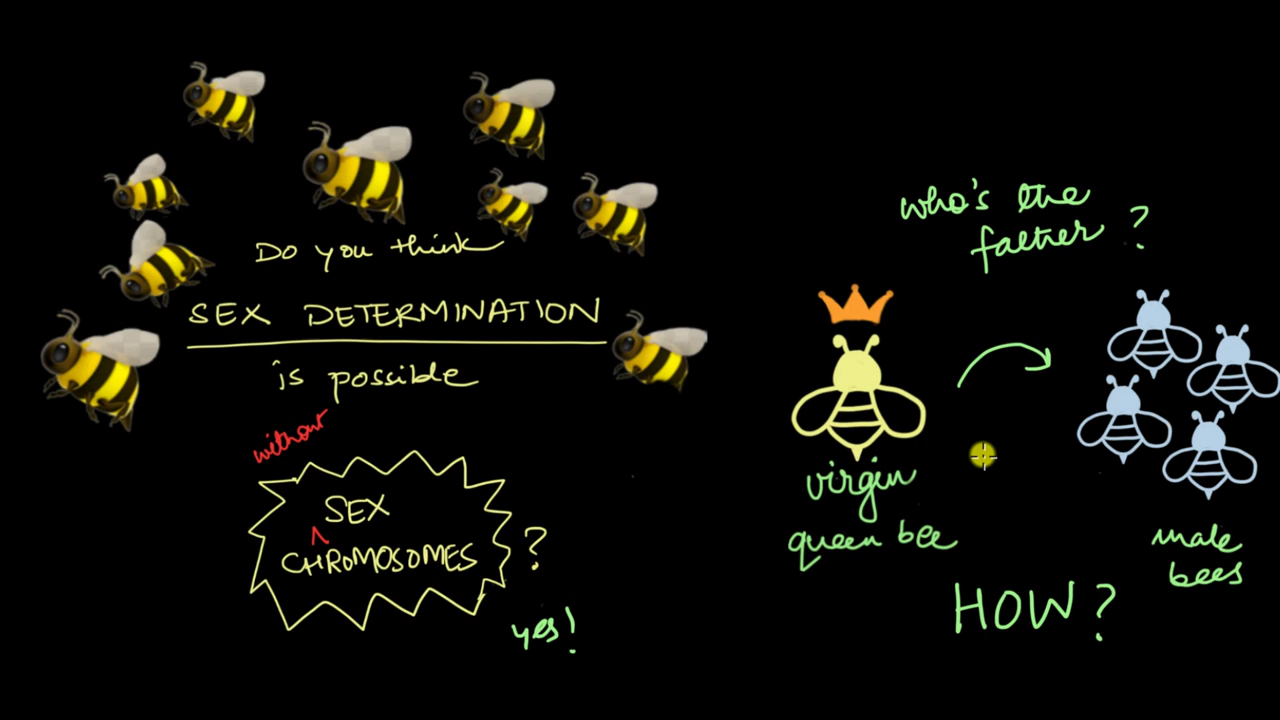 Do you think
SEX DETERMINATION
is possible
without
SEX
^
CHROMOSOMES ?
yes!
who's the
father ?
virgin
queen bee
male
bees
HOW?